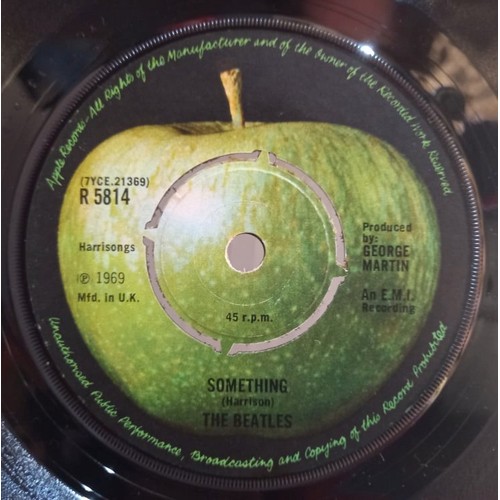 Apple Records - All Rights of the Manufacturer and of the Owner of the Recorded Work Reserved
(7YCE.21369)
R 5814
Harrisongs
℗ 1969
Mfd. in U.K.
Produced
by:
GEORGE
MARTIN
An E.M.I.
Recording
45 r.p.m.
SOMETHING
(Harrison)
THE BEATLES
Unauthorised Public Performance, Broadcasting and Copying of this Record Prohibited